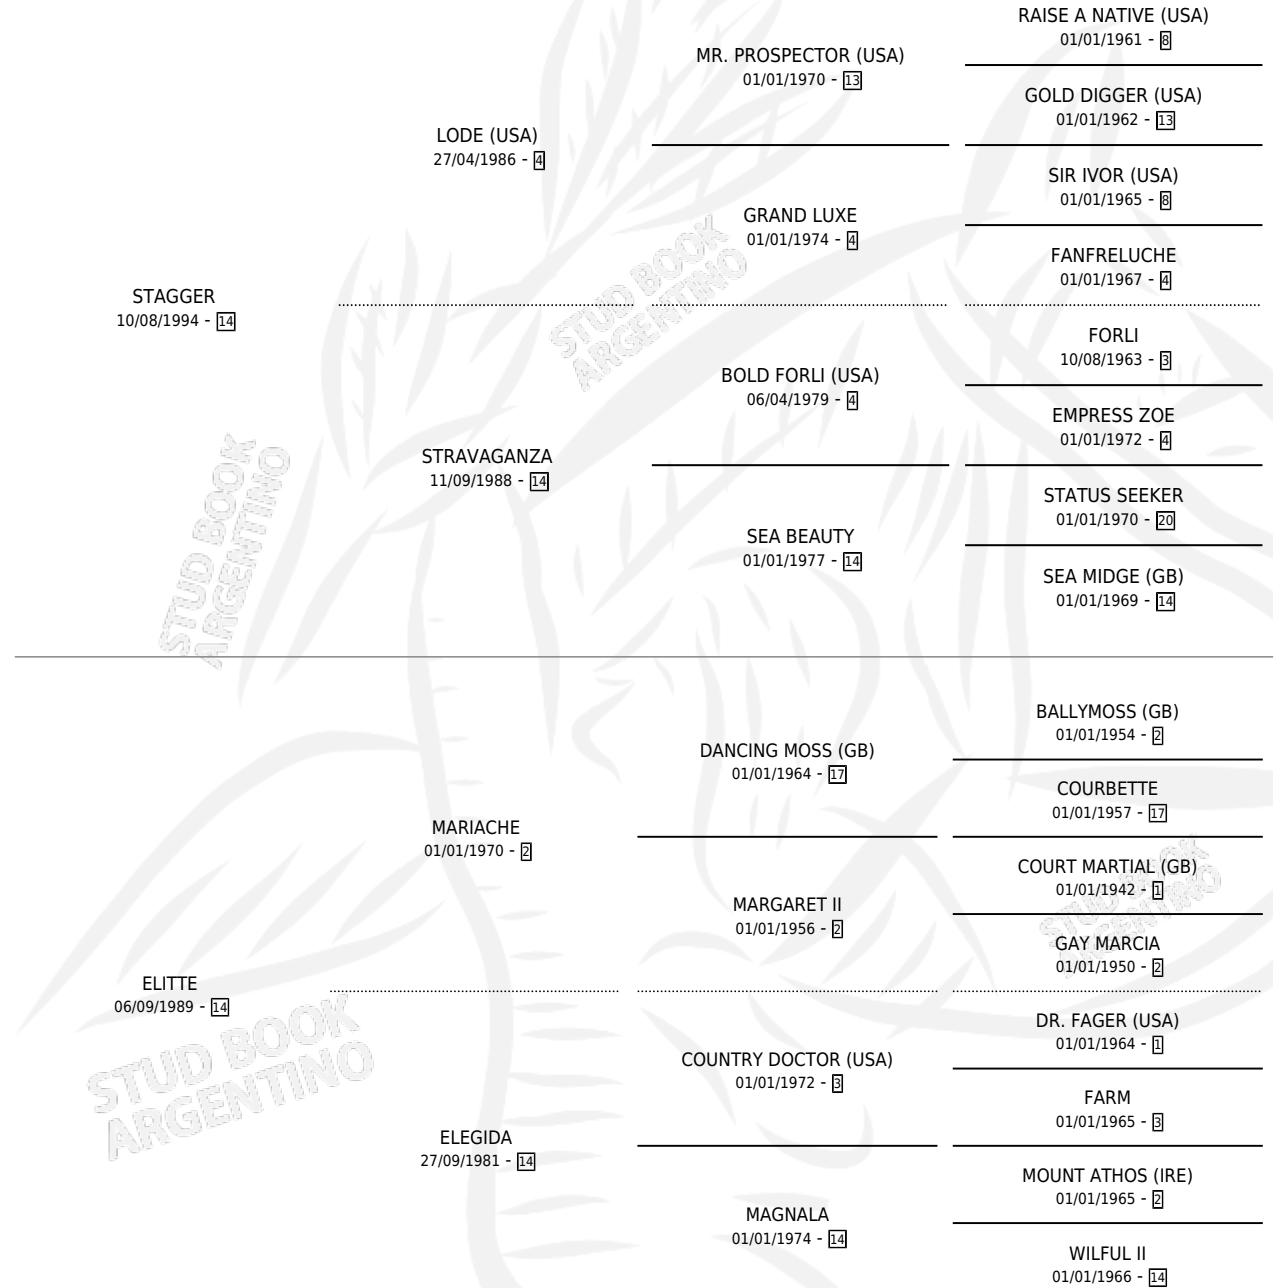 RAISE A NATIVE (USA)
01/01/1961 - 8
MR. PROSPECTOR (USA)
01/01/1970 - 13
GOLD DIGGER (USA)
01/01/1962 - 13
LODE (USA)
27/04/1986 - 4
SIR IVOR (USA)
01/01/1965 - 8
GRAND LUXE
01/01/1974 - 4
FANFRELUCHE
01/01/1967 - 4
STAGGER
10/08/1994 - 14
FORLI
10/08/1963 - 3
BOLD FORLI (USA)
06/04/1979 - 4
EMPRESS ZOE
01/01/1972 - 4
STRAVAGANZA
11/09/1988 - 14
STATUS SEEKER
01/01/1970 - 20
SEA BEAUTY
01/01/1977 - 14
SEA MIDGE (GB)
01/01/1969 - 14
BALLYMOSS (GB)
01/01/1954 - 2
DANCING MOSS (GB)
01/01/1964 - 17
COURBETTE
01/01/1957 - 17
MARIACHE
01/01/1970 - 2
COURT MARTIAL (GB)
01/01/1942 - 1
MARGARET II
01/01/1956 - 2
GAY MARCIA
01/01/1950 - 2
ELITTE
06/09/1989 - 14
DR. FAGER (USA)
01/01/1964 - 1
COUNTRY DOCTOR (USA)
01/01/1972 - 3
FARM
01/01/1965 - 3
ELEGIDA
27/09/1981 - 14
MOUNT ATHOS (IRE)
01/01/1965 - 2
MAGNALA
01/01/1974 - 14
WILFUL II
01/01/1966 - 14
STUD BOOK
ARGENTINO
STUD BOOK
ARGENTINO
STUD BOOK
ARGENTINO
STUD BOOK
ARGENTINO